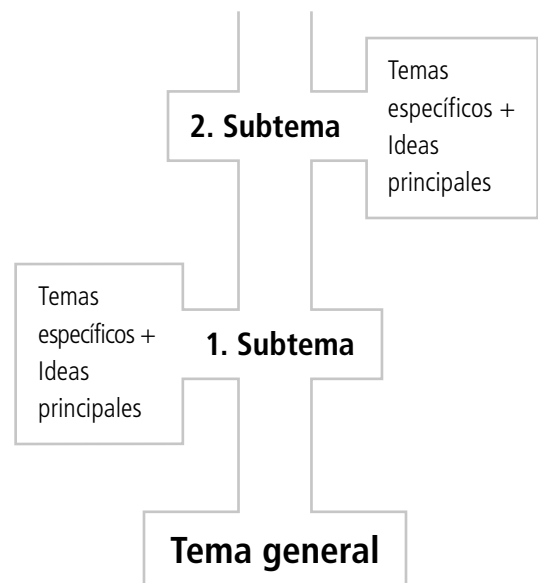 Temas
específicos +
Ideas
principales
2. Subtema
Temas
específicos +
Ideas
principales
1. Subtema
Tema general